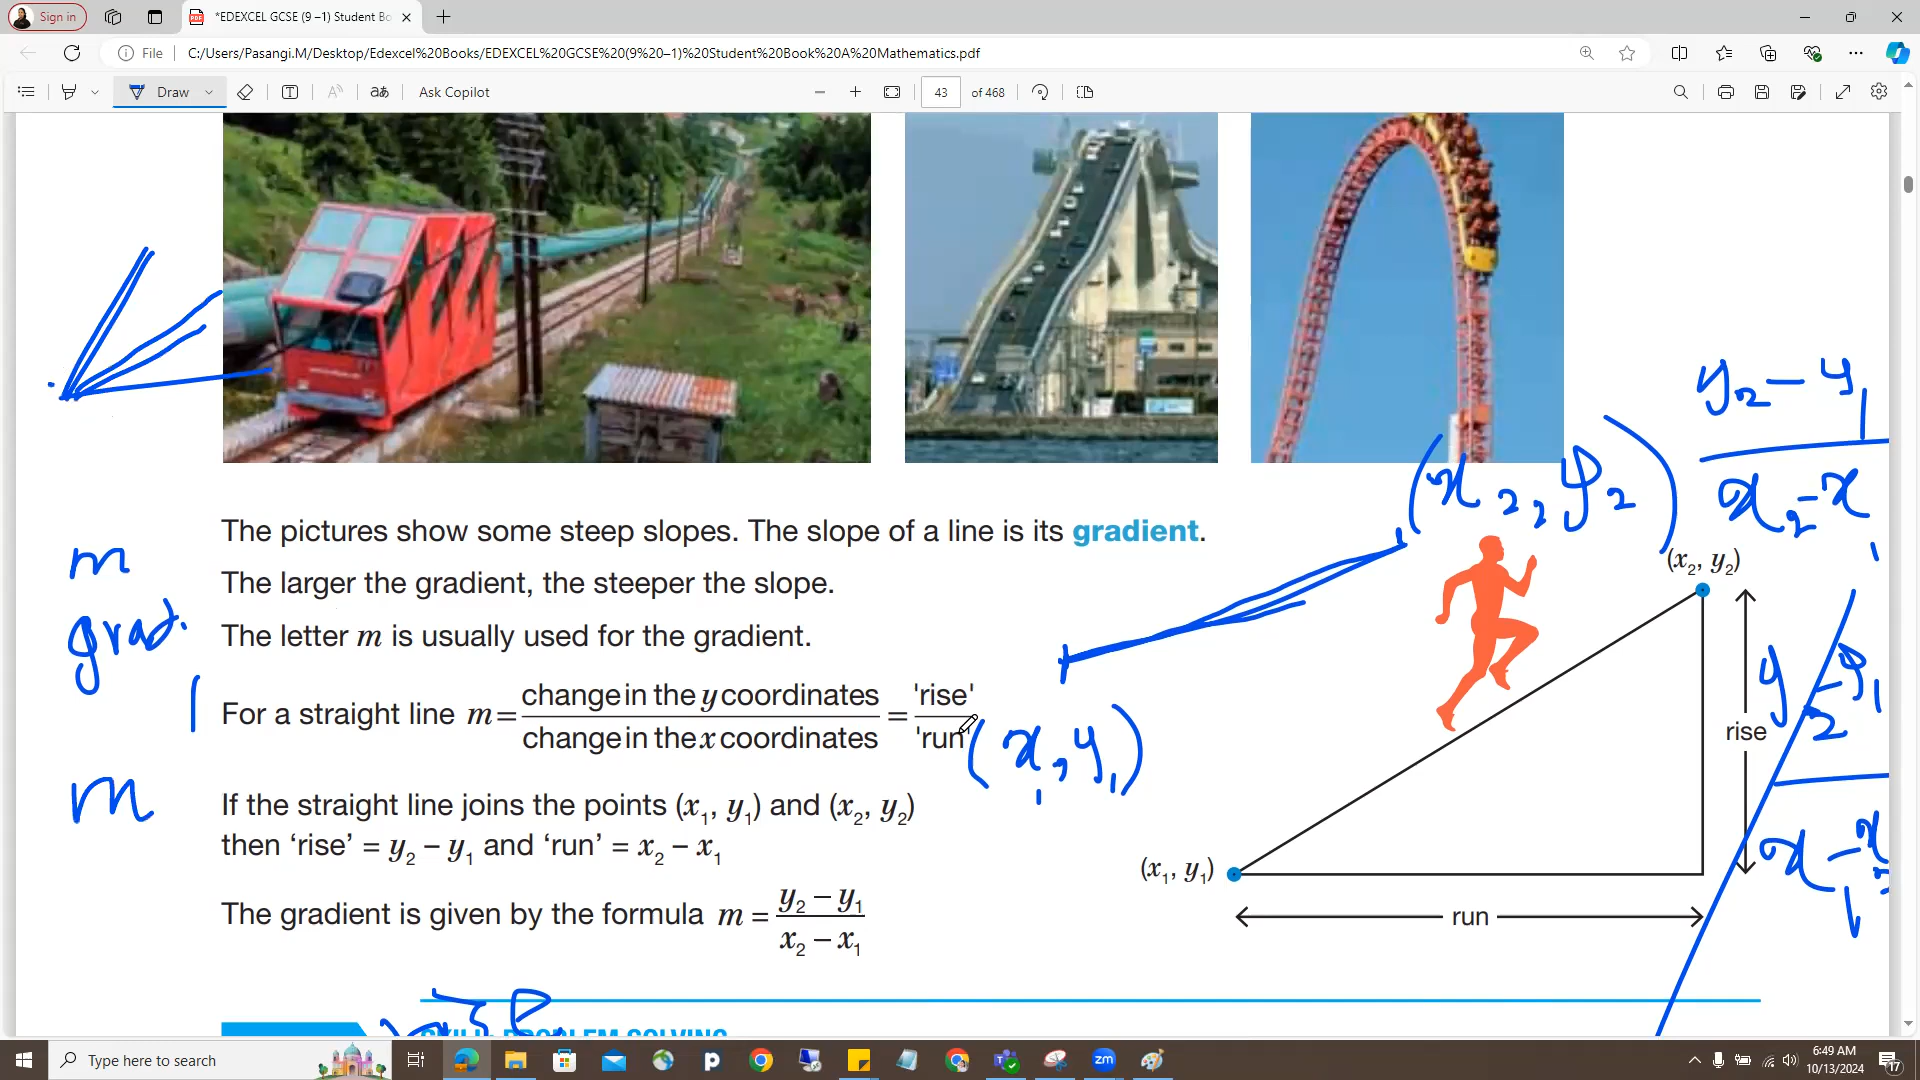 Sign in
*EDEXCEL GCSE (9 –1) Student Bo
File
C:/Users/Pasangi.M/Desktop/Edexcel%20Books/EDEXCEL%20GCSE%20(9%20–1)%20Student%20Book%20A%20Mathematics.pdf
Draw
aあ
Ask Copilot
43 of 468
y₂ – y₁
x₂ – x₁
(x₂, y₂)
The pictures show some steep slopes. The slope of a line is its gradient.
(x₂, y₂)
m
The larger the gradient, the steeper the slope.
grad.
The letter m is usually used for the gradient.
For a straight line m = change in the y coordinates / change in the x coordinates = 'rise' / 'run'
(x₁, y₁)
rise
m
If the straight line joins the points (x₁, y₁) and (x₂, y₂)
then ‘rise’ = y₂ – y₁ and ‘run’ = x₂ – x₁
(x₁, y₁)
The gradient is given by the formula m = y₂ – y₁ / x₂ – x₁
run
Type here to search
zm
6:49 AM
10/13/2024
17